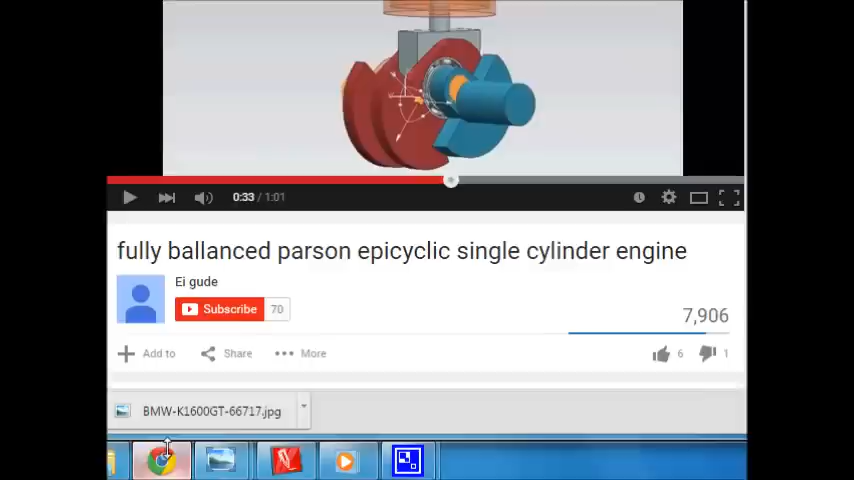 0:33 / 1:01
fully ballanced parson epicyclic single cylinder engine
Ei gude
Subscribe 70
7,906
Add to Share More 6 1
BMW-K1600GT-66717.jpg